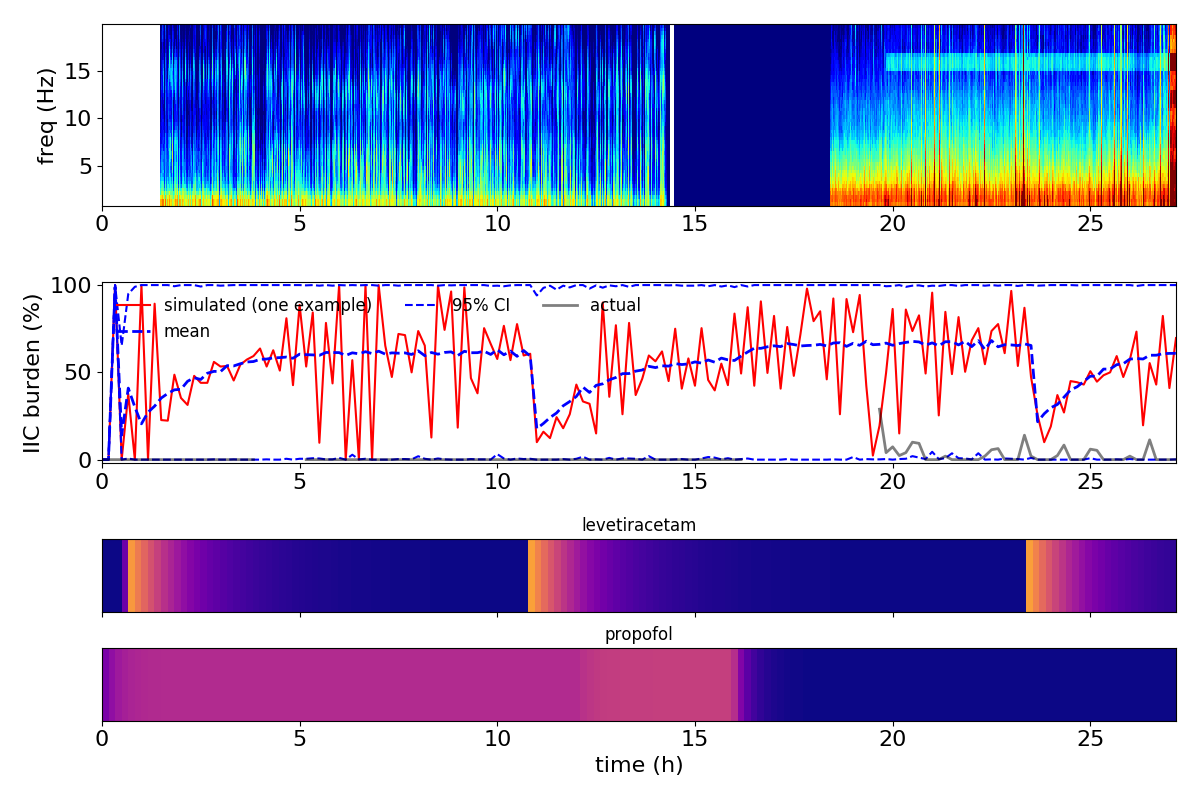 freq (Hz)
15
10
5
0 5 10 15 20 25
IIC burden (%)
100
50
0
simulated (one example) 95% CI actual
mean
0 5 10 15 20 25
levetiracetam
propofol
0 5 10 15 20 25
time (h)